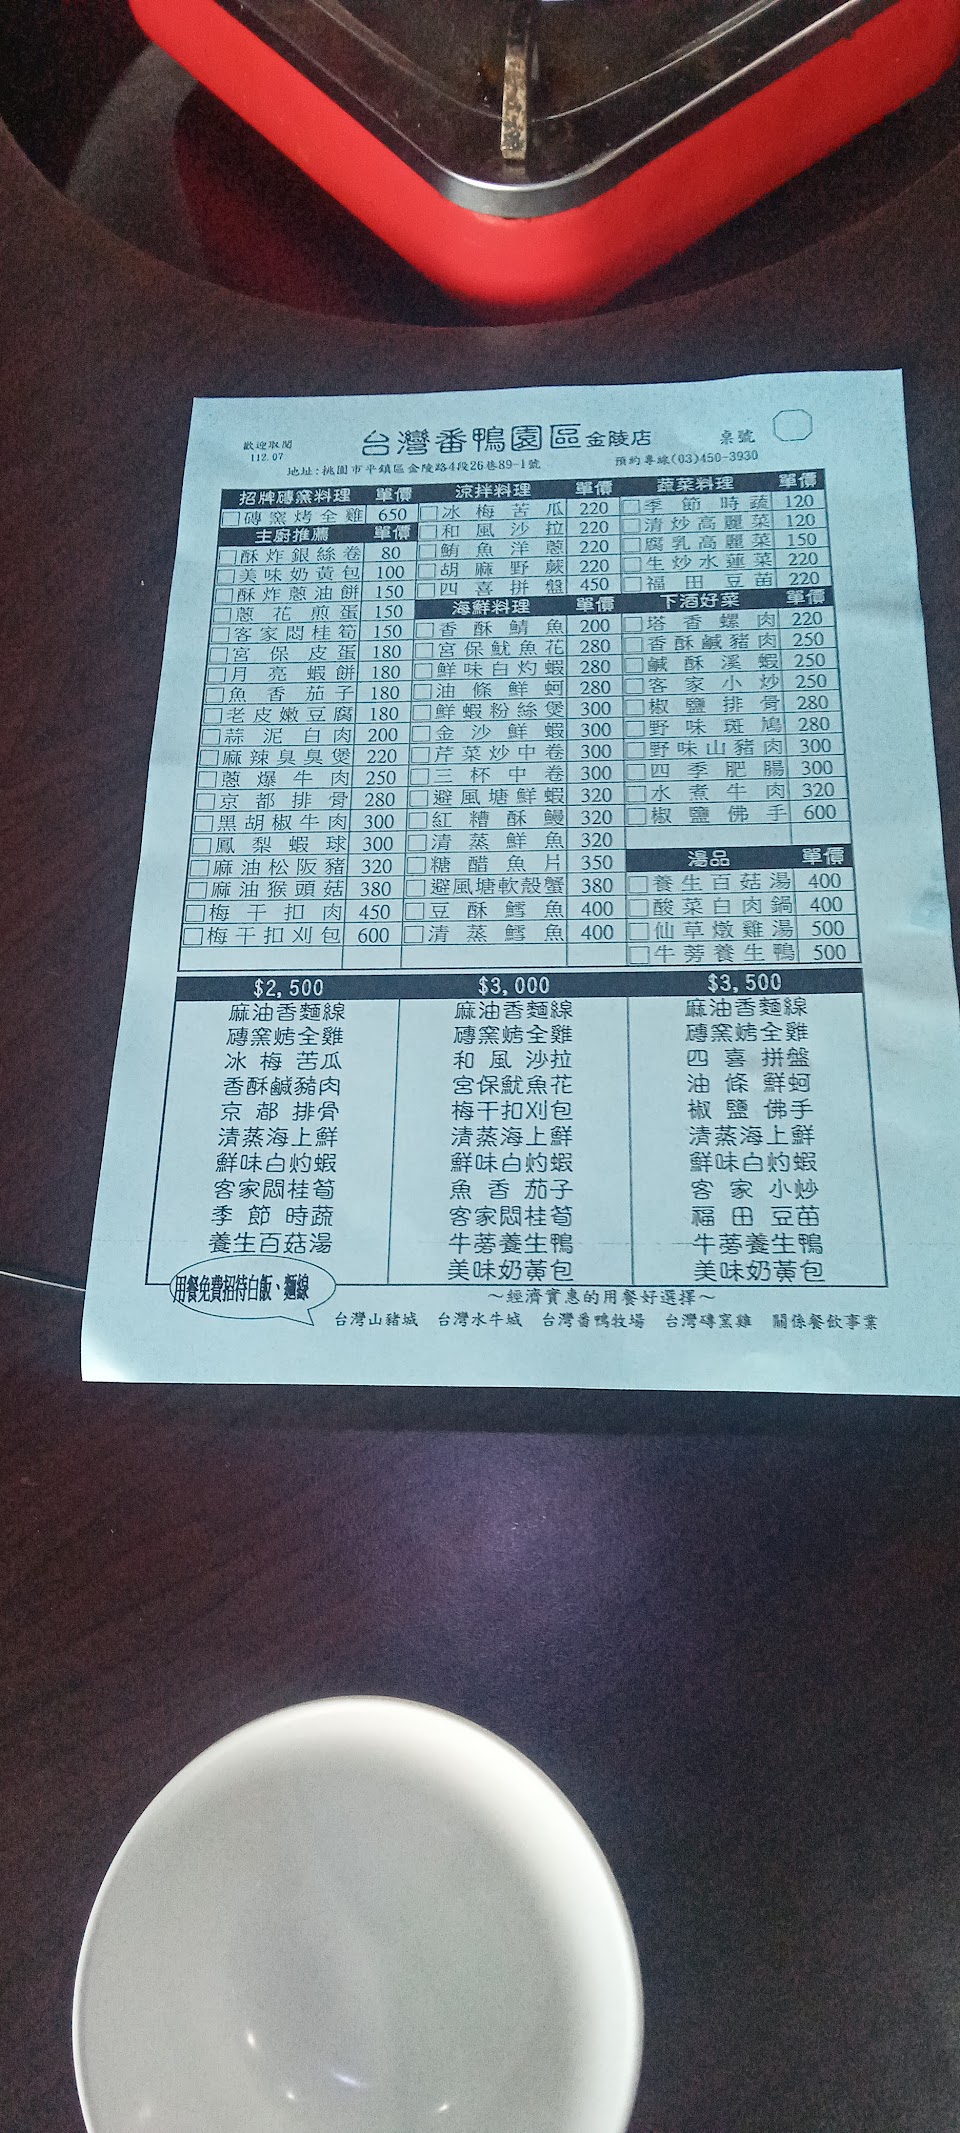 歡迎取閱
112.07
台灣番鴨園區金陵店
桌號
地址:桃園市平鎮區金陵路4段26巷89-1號
預約專線(03)450-3930
招牌磚窯料理 單價
磚窯烤全雞 650
主廚推薦 單價
酥炸銀絲卷 80
美味奶黃包 100
酥炸蔥油餅 150
蔥花煎蛋 150
客家悶桂筍 150
宮保皮蛋 180
月亮蝦餅 180
魚香茄子 180
老皮嫩豆腐 180
蒜泥白肉 200
麻辣臭臭煲 220
蔥爆牛肉 250
京都排骨 280
黑胡椒牛肉 300
鳳梨蝦球 300
麻油松阪豬 320
麻油猴頭菇 380
梅干扣肉 450
梅干扣刈包 600
涼拌料理 單價
冰梅苦瓜 220
和風沙拉 220
鮪魚洋蔥 220
胡麻野蕨 220
四喜拼盤 450
海鮮料理 單價
香酥鯖魚 200
宮保魷魚花 280
鮮味白灼蝦 280
油條鮮蚵 280
鮮蝦粉絲煲 300
金沙鮮蝦 300
芹菜炒中卷 300
三杯中卷 300
避風塘鮮蝦 320
紅糟酥鰻 320
清蒸鮮魚 320
糖醋魚片 350
避風塘軟殼蟹 380
豆酥鱈魚 400
清蒸鱈魚 400
蔬菜料理 單價
季節時蔬 120
清炒高麗菜 120
腐乳高麗菜 150
生炒水蓮菜 220
福田豆苗 220
下酒好菜 單價
塔香螺肉 220
香酥鹹豬肉 250
鹹酥溪蝦 250
客家小炒 250
椒鹽排骨 280
野味斑鳩 280
野味山豬肉 300
四季肥腸 300
水煮牛肉 320
椒鹽佛手 600
湯品 單價
養生百菇湯 400
酸菜白肉鍋 400
仙草燉雞湯 500
牛蒡養生鴨 500
$2,500
麻油香麵線
磚窯烤全雞
冰梅苦瓜
香酥鹹豬肉
京都排骨
清蒸海上鮮
鮮味白灼蝦
客家悶桂筍
季節時蔬
養生百菇湯
$3,000
麻油香麵線
磚窯烤全雞
和風沙拉
宮保魷魚花
梅干扣刈包
清蒸海上鮮
鮮味白灼蝦
魚香茄子
客家悶桂筍
牛蒡養生鴨
美味奶黃包
$3,500
麻油香麵線
磚窯烤全雞
四喜拼盤
油條鮮蚵
椒鹽佛手
清蒸海上鮮
鮮味白灼蝦
客家小炒
福田豆苗
牛蒡養生鴨
美味奶黃包
用餐免費招待白飯、麵線
～經濟實惠的用餐好選擇～
台灣山豬城 台灣水牛城 台灣番鴨牧場 台灣磚窯雞 關係餐飲事業